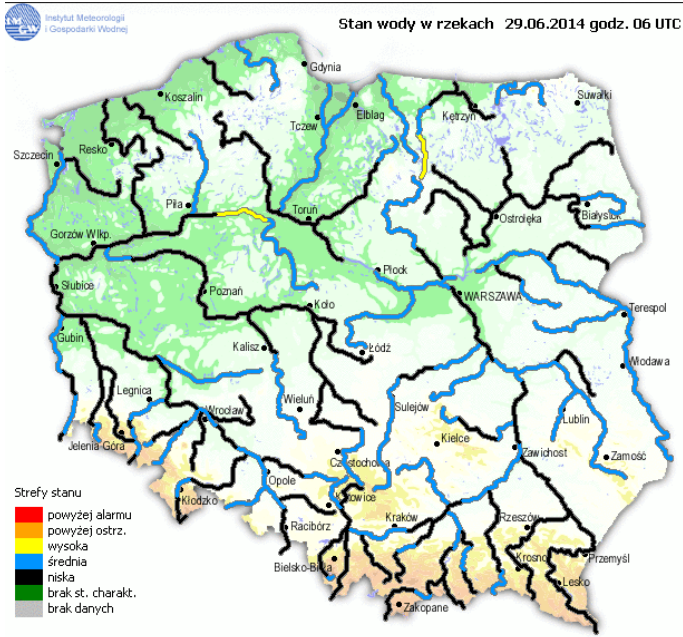 IMGW
Instytut Meteorologii
i Gospodarki Wodnej
Stan wody w rzekach 29.06.2014 godz. 06 UTC
Gdynia
Koszalin
Suwałki
Tczew
Elbląg
Kętrzyn
Szczecin
Resko
Piła
Toruń
Ostrołęka
Białystok
Gorzów Wlkp.
Płock
Słubice
Poznań
Koło
WARSZAWA
Terespol
Gubin
Kalisz
Łódź
Włodawa
Legnica
Wrocław
Wieluń
Sulejów
Lublin
Jelenia Góra
Kielce
Częstochowa
Zawichost
Zamość
Opole
Kłodzko
Katowice
Racibórz
Kraków
Rzeszów
Bielsko-Biała
Krosno
Przemyśl
Lesko
Zakopane
Strefy stanu
powyżej alarmu
powyżej ostrz.
wysoka
średnia
niska
brak st. charakt.
brak danych